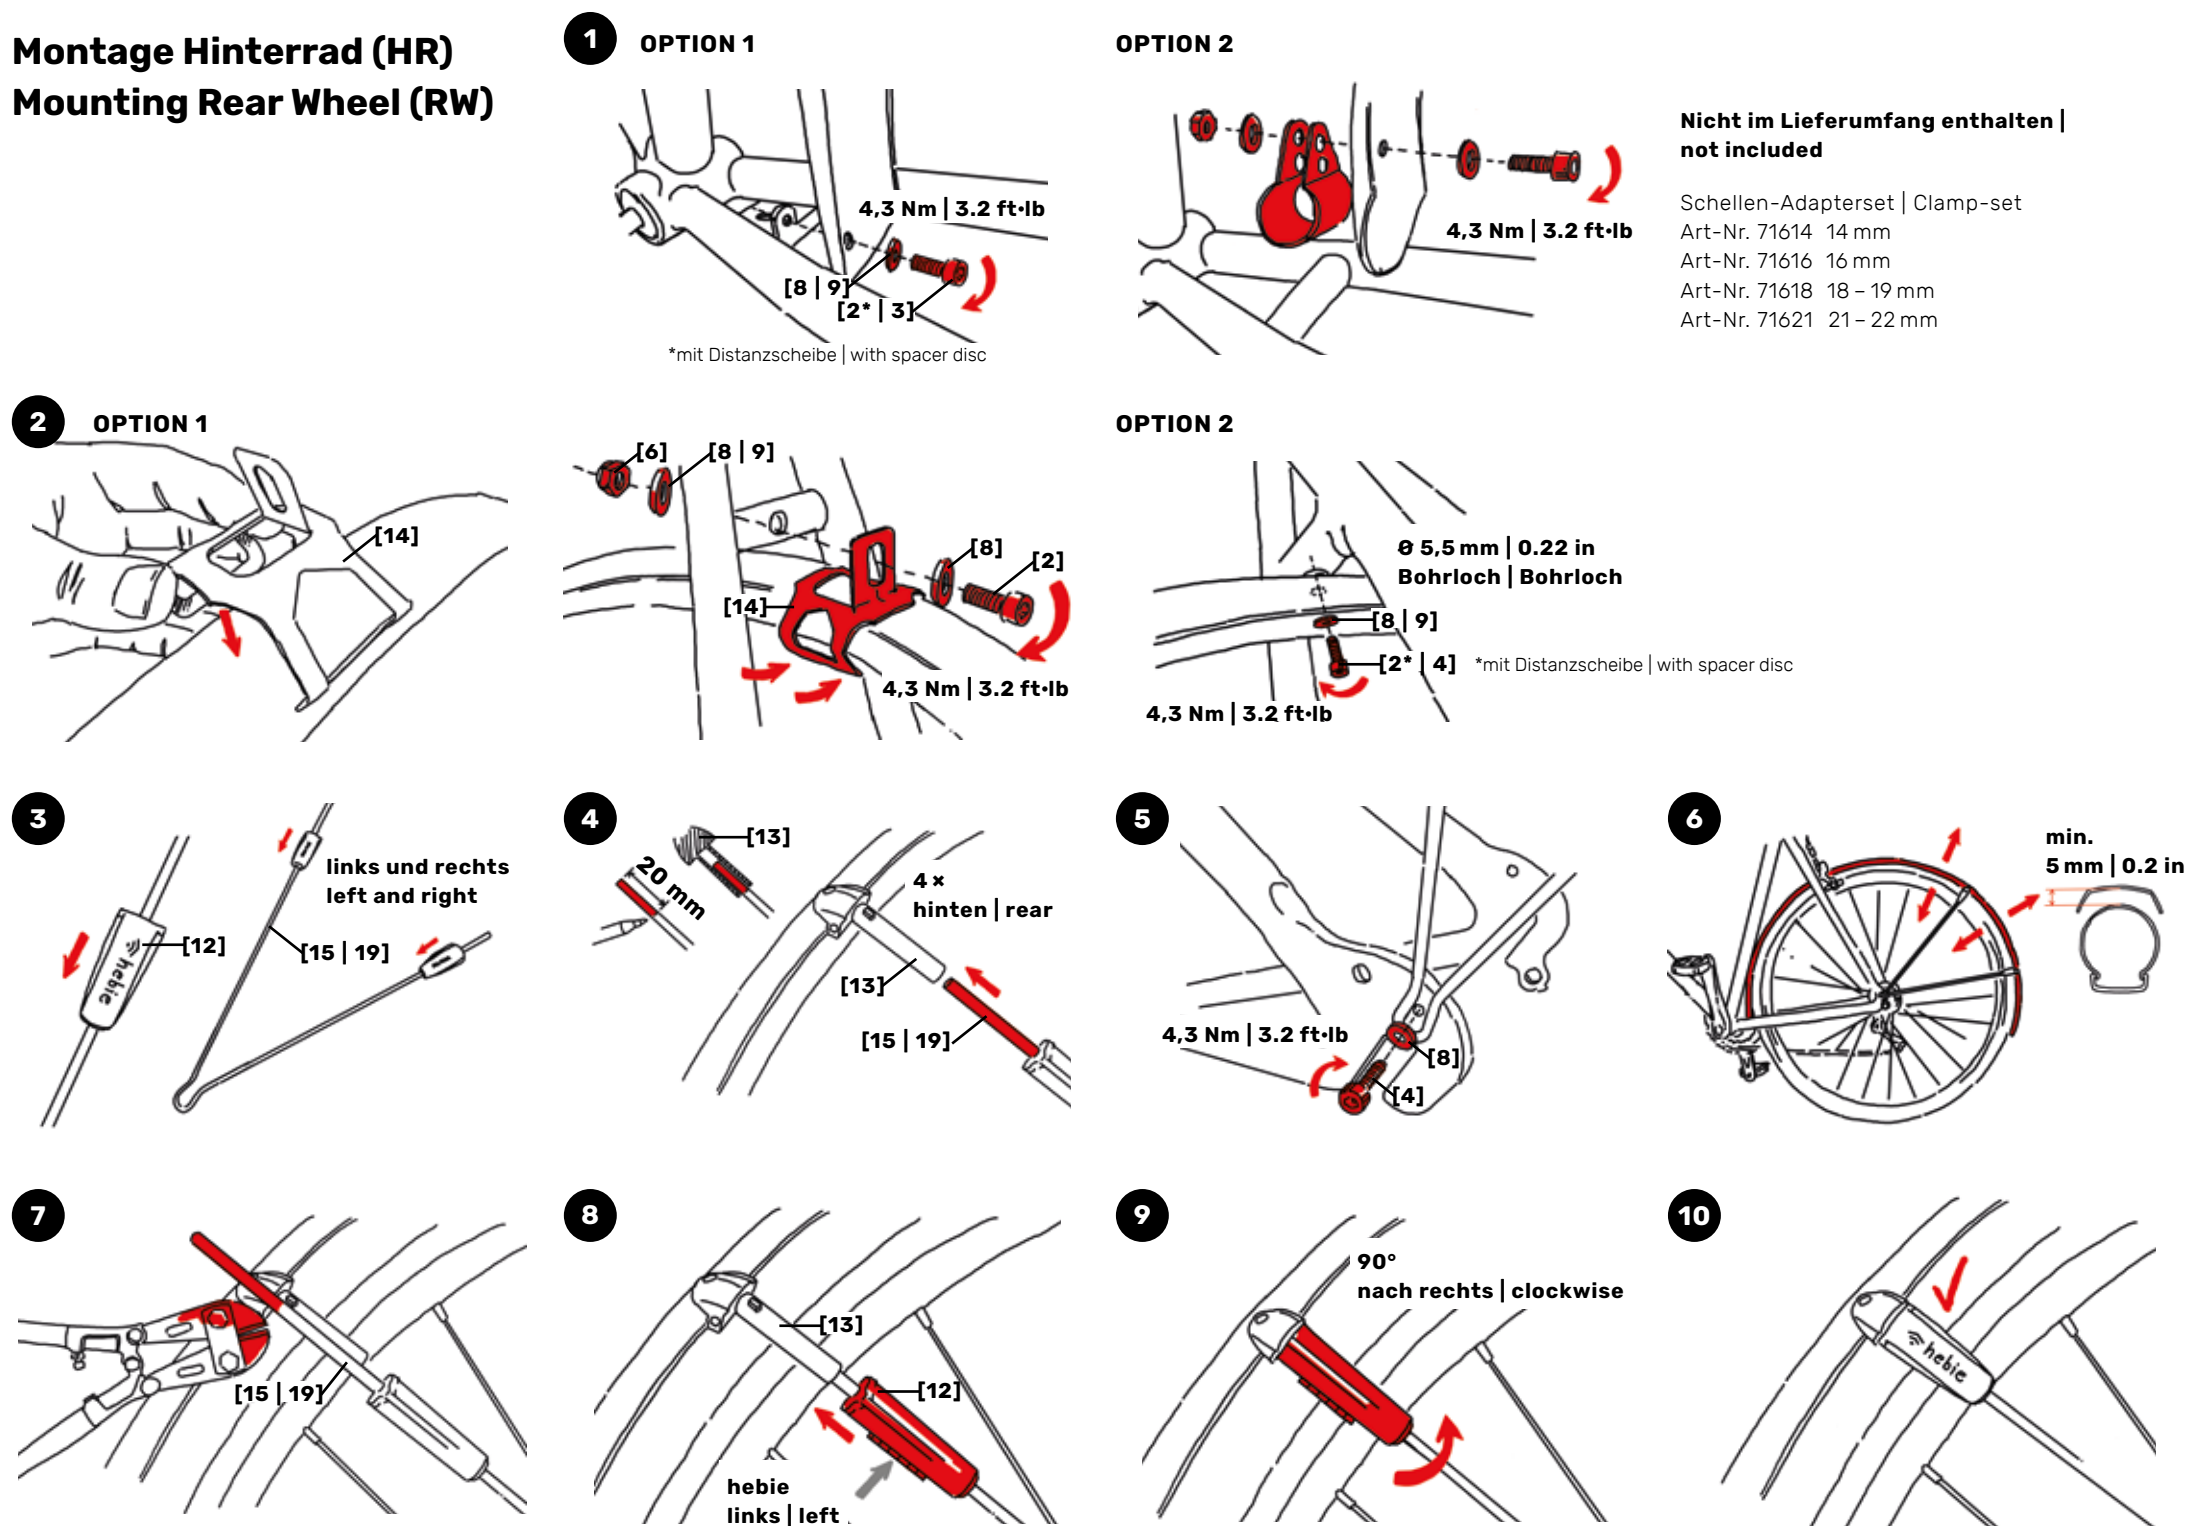 Montage Hinterrad (HR)
Mounting Rear Wheel (RW)
1
OPTION 1
4,3 Nm | 3.2 ft•lb
[8 | 9]
[2* | 3]
*mit Distanzscheibe | with spacer disc
OPTION 2
4,3 Nm | 3.2 ft•lb
Nicht im Lieferumfang enthalten |
not included
Schellen-Adapterset | Clamp-set
Art-Nr. 71614 14 mm
Art-Nr. 71616 16 mm
Art-Nr. 71618 18 – 19 mm
Art-Nr. 71621 21 – 22 mm
2
OPTION 1
[14]
[6]
[8 | 9]
[8]
[2]
[14]
4,3 Nm | 3.2 ft•lb
OPTION 2
Ø 5,5 mm | 0.22 in
Bohrloch | Bohrloch
[8 | 9]
[2* | 4]
*mit Distanzscheibe | with spacer disc
4,3 Nm | 3.2 ft•lb
3
links und rechts
left and right
[12]
[15 | 19]
hebie
4
[13]
20 mm
4 ×
hinten | rear
[13]
[15 | 19]
5
4,3 Nm | 3.2 ft•lb
[8]
[4]
6
min.
5 mm | 0.2 in
7
[15 | 19]
8
[13]
[12]
hebie
links | left
9
90°
nach rechts | clockwise
10
hebie